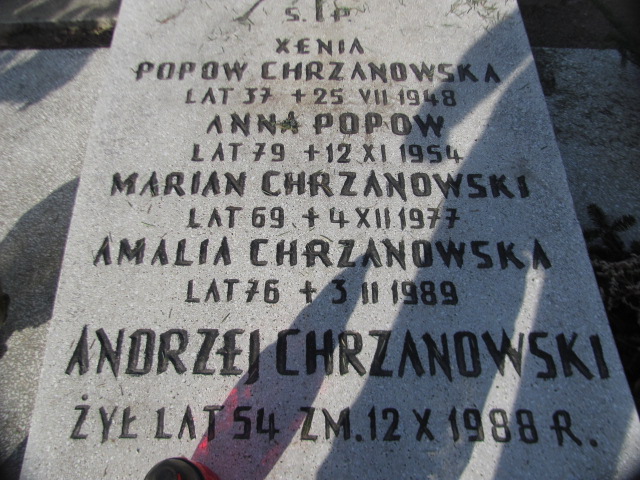 Ś. †P.
XENIA
POPOW CHRZANOWSKA
LAT 37 + 25 VII 1948
ANNA POPOW
LAT 79 + 12 XI 1954
MARIAN CHRZANOWSKI
LAT 69 + 4 XII 1977
AMALIA CHRZANOWSKA
LAT 76 + 3 II 1989
ANDRZEJ CHRZANOWSKI
ŻYŁ LAT 54 ZM. 12 X 1988 R.